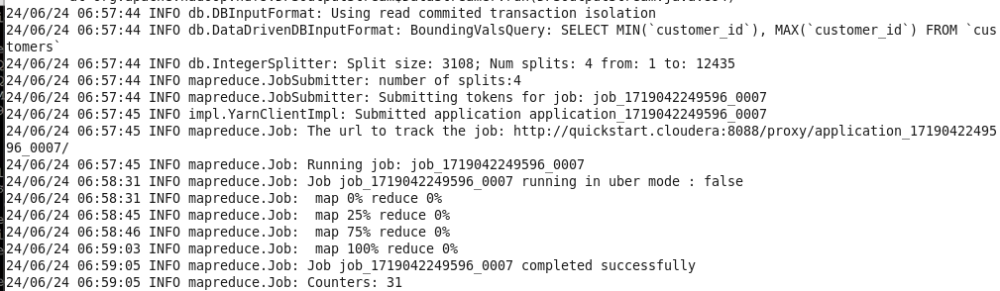 24/06/24 06:57:44 INFO db.DBInputFormat: Using read commited transaction isolation
24/06/24 06:57:44 INFO db.DataDrivenDBInputFormat: BoundingValsQuery: SELECT MIN(`customer_id`), MAX(`customer_id`) FROM `cus
tomers`
24/06/24 06:57:44 INFO db.IntegerSplitter: Split size: 3108; Num splits: 4 from: 1 to: 12435
24/06/24 06:57:44 INFO mapreduce.JobSubmitter: number of splits:4
24/06/24 06:57:44 INFO mapreduce.JobSubmitter: Submitting tokens for job: job_1719042249596_0007
24/06/24 06:57:45 INFO impl.YarnClientImpl: Submitted application application_1719042249596_0007
24/06/24 06:57:45 INFO mapreduce.Job: The url to track the job: http://quickstart.cloudera:8088/proxy/application_17190422495
96_0007/
24/06/24 06:57:45 INFO mapreduce.Job: Running job: job_1719042249596_0007
24/06/24 06:58:31 INFO mapreduce.Job: Job job_1719042249596_0007 running in uber mode : false
24/06/24 06:58:31 INFO mapreduce.Job:  map 0% reduce 0%
24/06/24 06:58:45 INFO mapreduce.Job:  map 25% reduce 0%
24/06/24 06:58:46 INFO mapreduce.Job:  map 75% reduce 0%
24/06/24 06:59:03 INFO mapreduce.Job:  map 100% reduce 0%
24/06/24 06:59:05 INFO mapreduce.Job: Job job_1719042249596_0007 completed successfully
24/06/24 06:59:05 INFO mapreduce.Job: Counters: 31